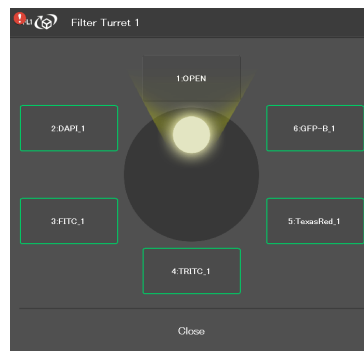 Filter Turret 1
1:OPEN
2:DAPI_1
6:GFP-B_1
3:FITC_1
5:TexasRed_1
4:TRITC_1
Close